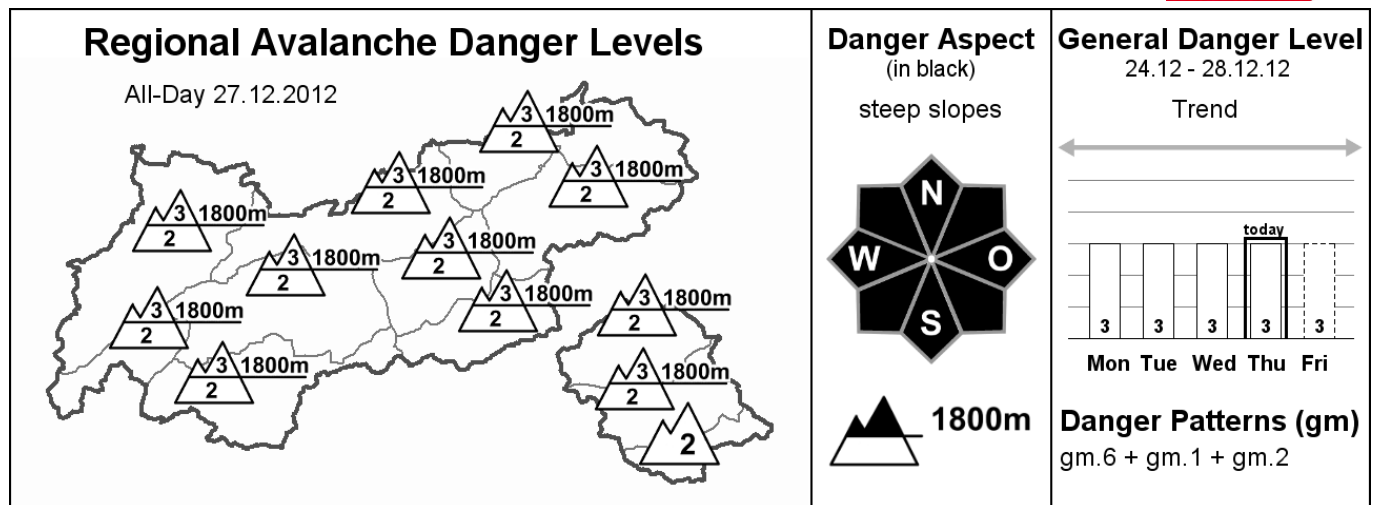 Regional Avalanche Danger Levels
All-Day 27.12.2012
3 1800m
2
3 1800m
2
3 1800m
2
3 1800m
2
3 1800m
2
3 1800m
2
3 1800m
2
3 1800m
2
3 1800m
2
3 1800m
2
3 1800m
2
2
Danger Aspect
(in black)
steep slopes
N
W O
S
1800m
General Danger Level
24.12 - 28.12.12
Trend
today
3 3 3 3 3
Mon Tue Wed Thu Fri
Danger Patterns (gm)
gm.6 + gm.1 + gm.2